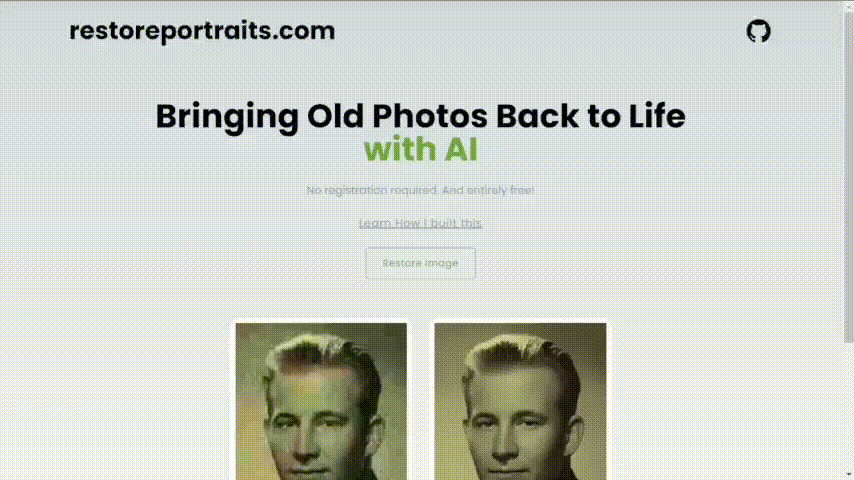 restoreportraits.com
Bringing Old Photos Back to Life
with AI
No registration required. And entirely free!
Learn How I built this
Restore image